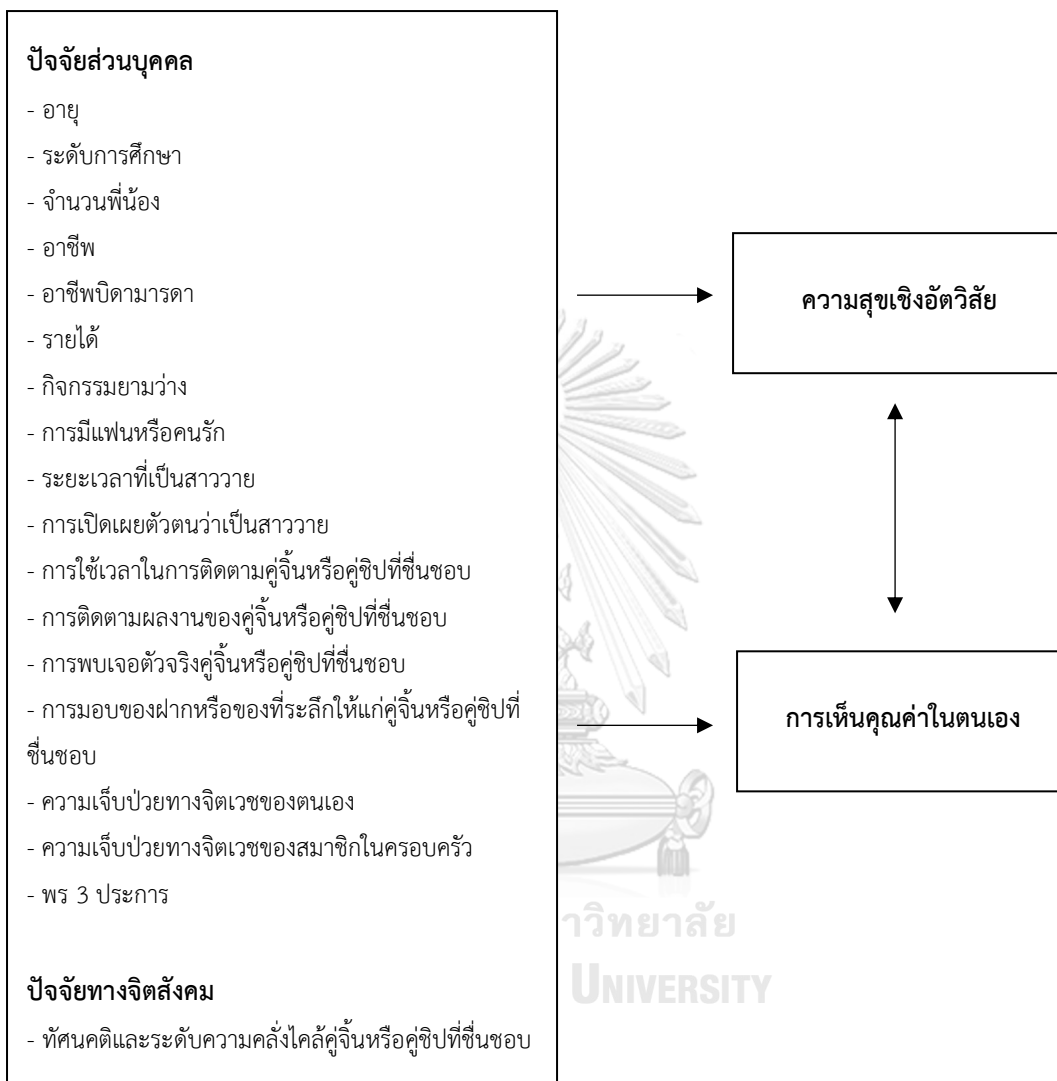 ปัจจัยส่วนบุคคล
- อายุ
- ระดับการศึกษา
- จำนวนพี่น้อง
- อาชีพ
- อาชีพบิดามารดา
- รายได้
- กิจกรรมยามว่าง
- การมีแฟนหรือคนรัก
- ระยะเวลาที่เป็นสาววาย
- การเปิดเผยตัวตนว่าเป็นสาววาย
- การใช้เวลาในการติดตามคู่จิ้นหรือคู่ชิปที่ชื่นชอบ
- การติดตามผลงานของคู่จิ้นหรือคู่ชิปที่ชื่นชอบ
- การพบเจอตัวจริงคู่จิ้นหรือคู่ชิปที่ชื่นชอบ
- การมอบของฝากหรือของที่ระลึกให้แก่คู่จิ้นหรือคู่ชิปที่
ชื่นชอบ
- ความเจ็บป่วยทางจิตเวชของตนเอง
- ความเจ็บป่วยทางจิตเวชของสมาชิกในครอบครัว
- พร 3 ประการ
ปัจจัยทางจิตสังคม
- ทัศนคติและระดับความคลั่งไคล้คู่จิ้นหรือคู่ชิปที่ชื่นชอบ
ความสุขเชิงอัตวิสัย
การเห็นคุณค่าในตนเอง
าวิทยาลัย
UNIVERSITY